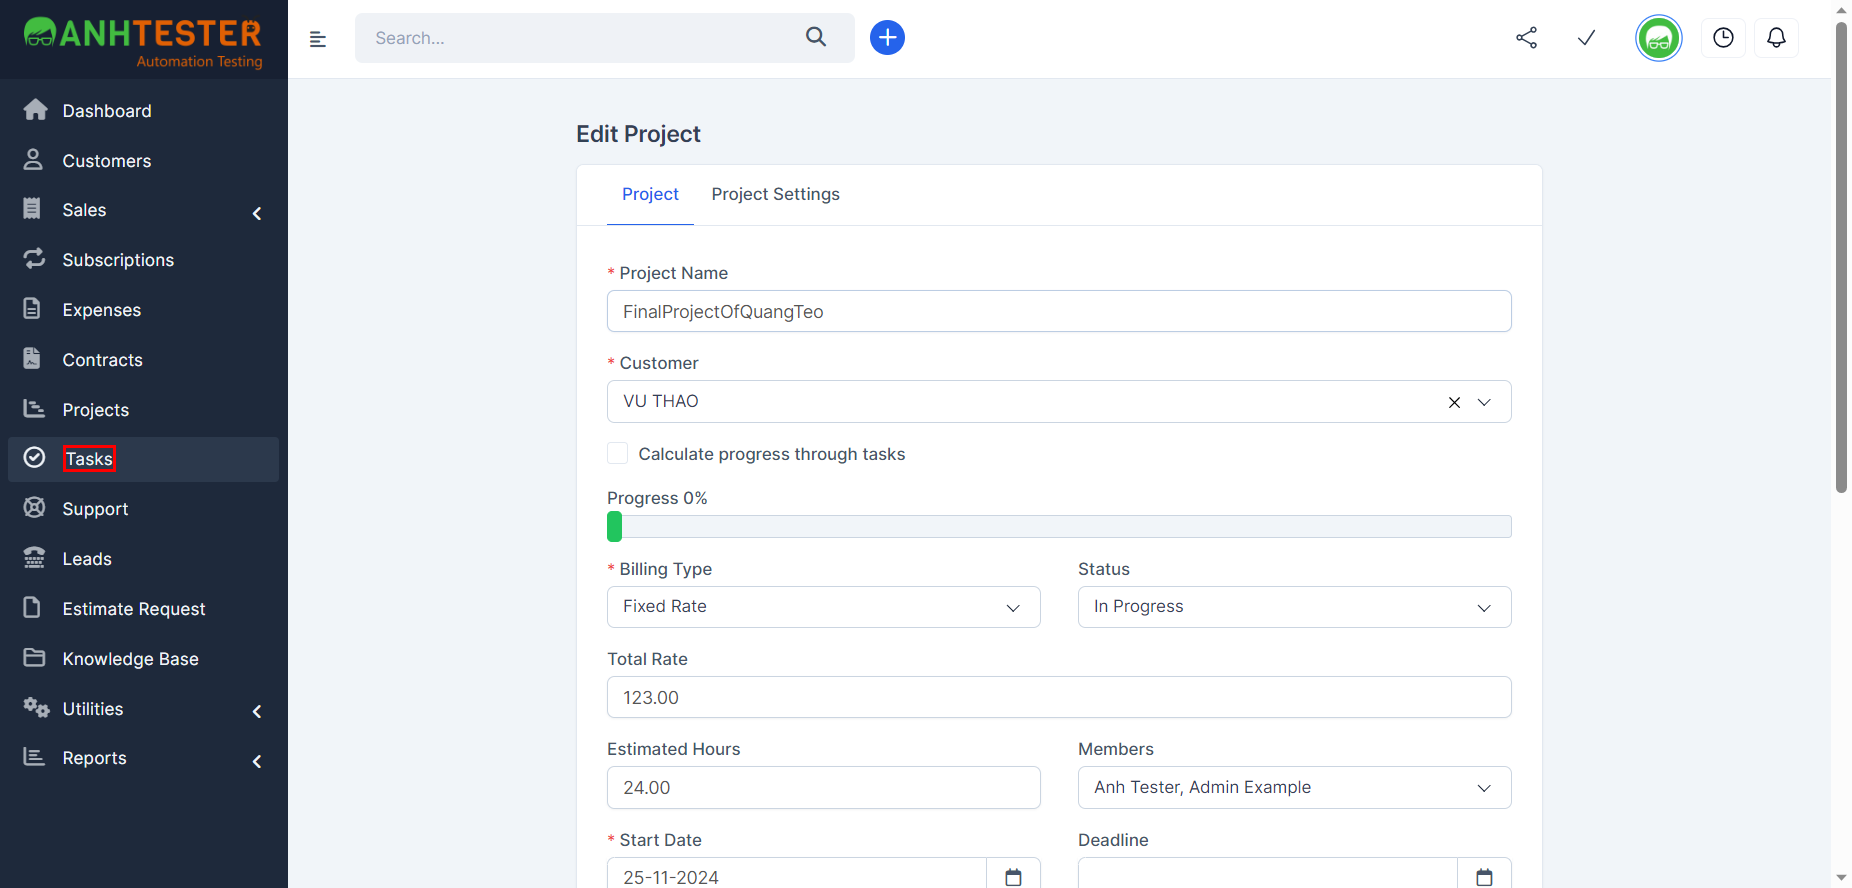 ANHTESTER
Automation Testing
Search...
Dashboard
Customers
Sales
Subscriptions
Expenses
Contracts
Projects
Tasks
Support
Leads
Estimate Request
Knowledge Base
Utilities
Reports
Edit Project
Project Project Settings
* Project Name
FinalProjectOfQuangTeo
* Customer
VU THAO
Calculate progress through tasks
Progress 0%
* Billing Type Status
Fixed Rate In Progress
Total Rate
123.00
Estimated Hours Members
24.00 Anh Tester, Admin Example
* Start Date Deadline
25-11-2024